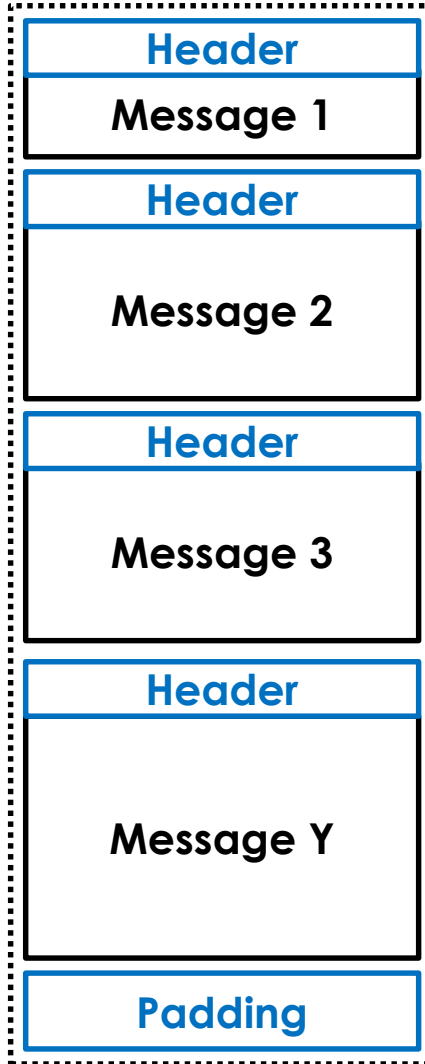 Header
Message 1
Header
Message 2
Header
Message 3
Header
Message Y
Padding